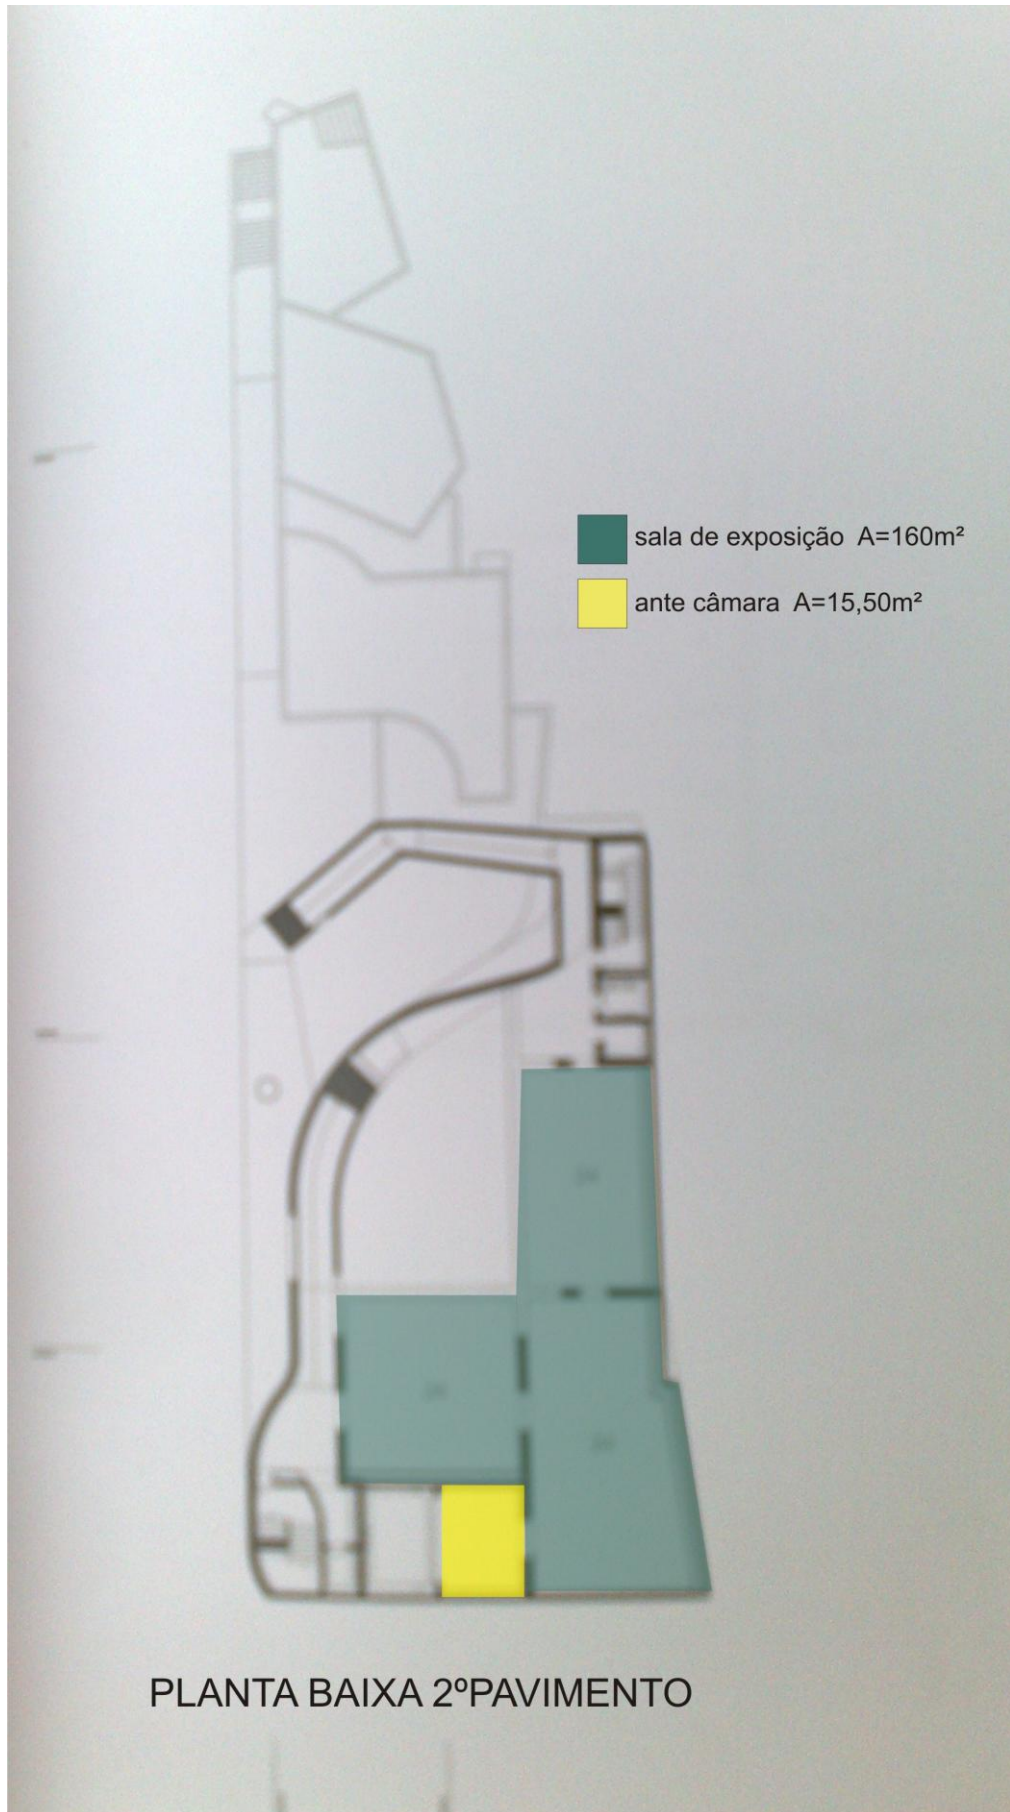 sala de exposição A=160m²
ante câmara A=15,50m²
PLANTA BAIXA 2ºPAVIMENTO